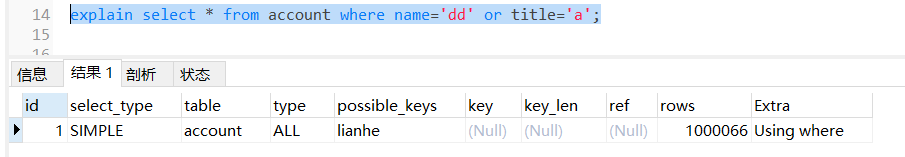 14 explain select * from account where name='dd' or title='a';
15
16
信息 结果 1 剖析 状态
id select_type table type possible_keys key key_len ref rows Extra
1 SIMPLE account ALL lianhe (Null) (Null) (Null) 1000066 Using where